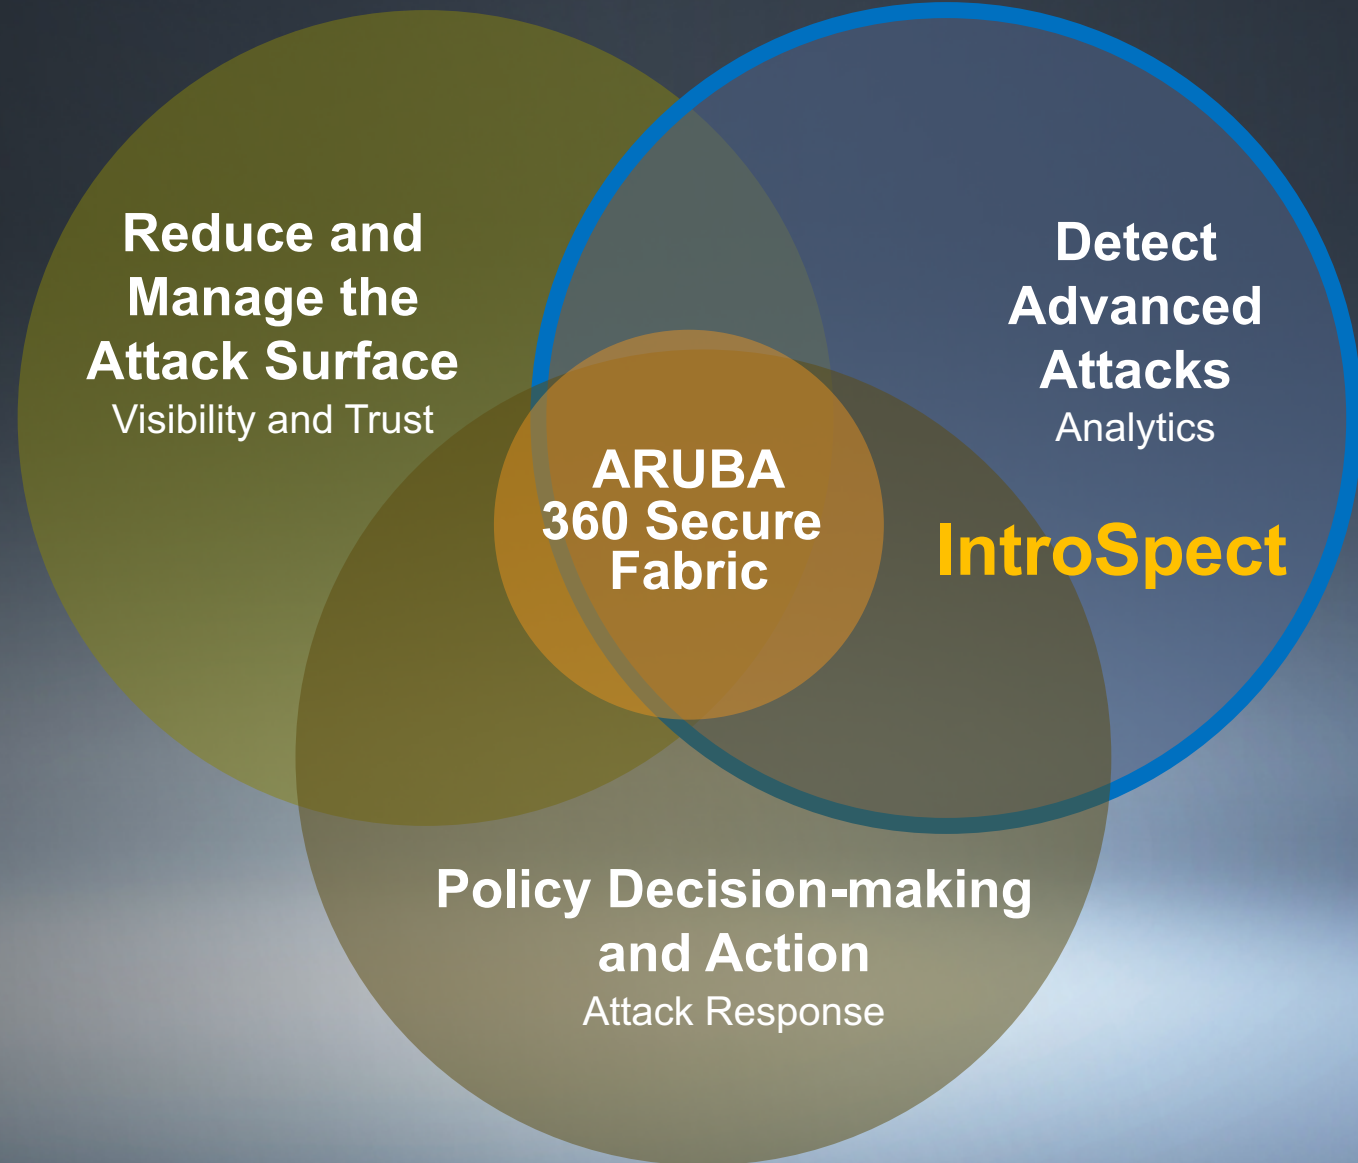 Reduce and
Manage the
Attack Surface
Visibility and Trust
Detect
Advanced
Attacks
Analytics
IntroSpect
ARUBA
360 Secure
Fabric
Policy Decision-making
and Action
Attack Response